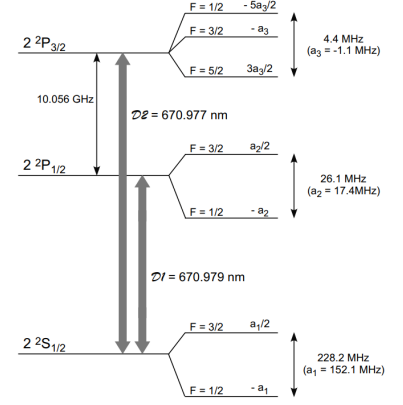 F = 1/2 - 5a₃/2
F = 3/2 - a₃
2 ²P₃/₂
F = 5/2 3a₃/2
4.4 MHz
(a₃ = -1.1 MHz)
10.056 GHz
D2 = 670.977 nm
F = 3/2 a₂/2
2 ²P₁/₂
F = 1/2 - a₂
26.1 MHz
(a₂ = 17.4MHz)
D1 = 670.979 nm
F = 3/2 a₁/2
2 ²S₁/₂
F = 1/2 - a₁
228.2 MHz
(a₁ = 152.1 MHz)